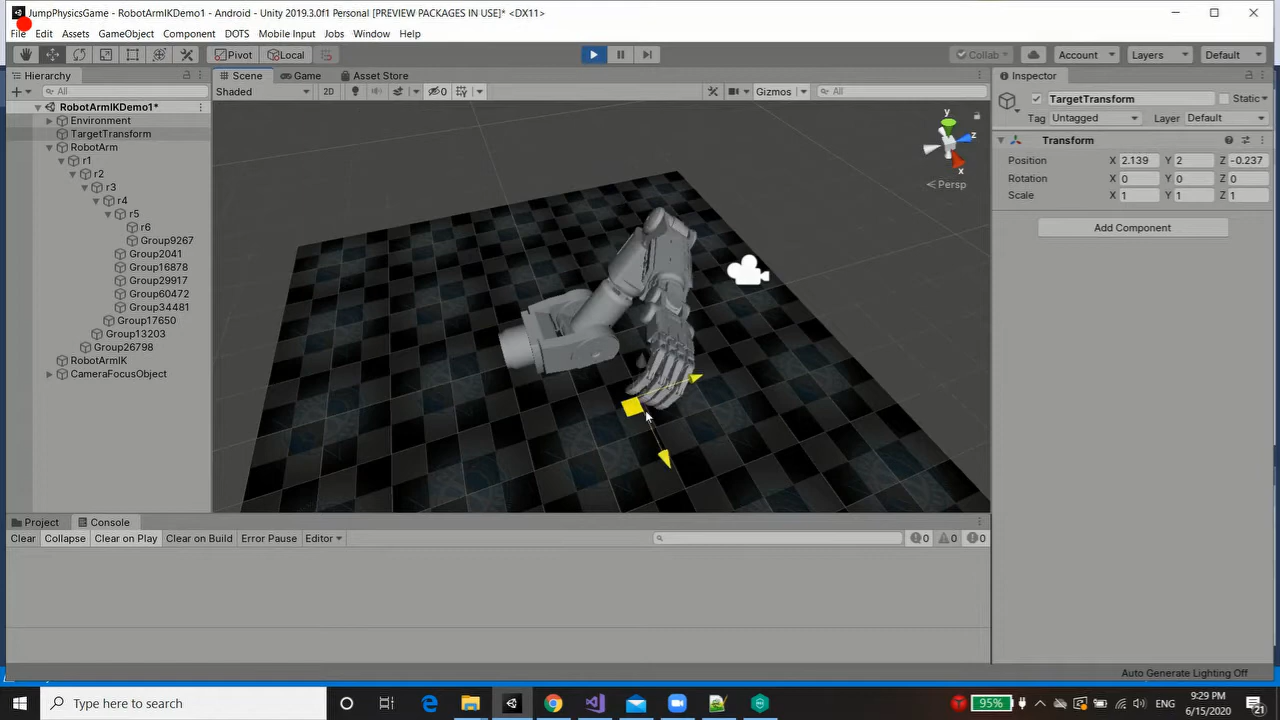 JumpPhysicsGame - RobotArmIKDemo1 - Android - Unity 2019.3.0f1 Personal [PREVIEW PACKAGES IN USE]* <DX11>
File Edit Assets GameObject Component DOTS Mobile Input Jobs Window Help
Pivot Local Collab Account Layers Default
Hierarchy
All
RobotArmIKDemo1*
Environment
TargetTransform
RobotArm
r1
r2
r3
r4
r5
r6
Group9267
Group2041
Group16878
Group29917
Group60472
Group34481
Group17650
Group13203
Group26798
RobotArmIK
CameraFocusObject
Scene Game Asset Store
Shaded 2D 0 Gizmos All
y
z
x
Persp
Inspector
TargetTransform Static
Tag Untagged Layer Default
Transform
Position X 2.139 Y 2 Z -0.237
Rotation X 0 Y 0 Z 0
Scale X 1 Y 1 Z 1
Add Component
Project Console
Clear Collapse Clear on Play Clear on Build Error Pause Editor 0 0 0
Auto Generate Lighting Off
Type here to search
95% ENG 9:29 PM
6/15/2020
21